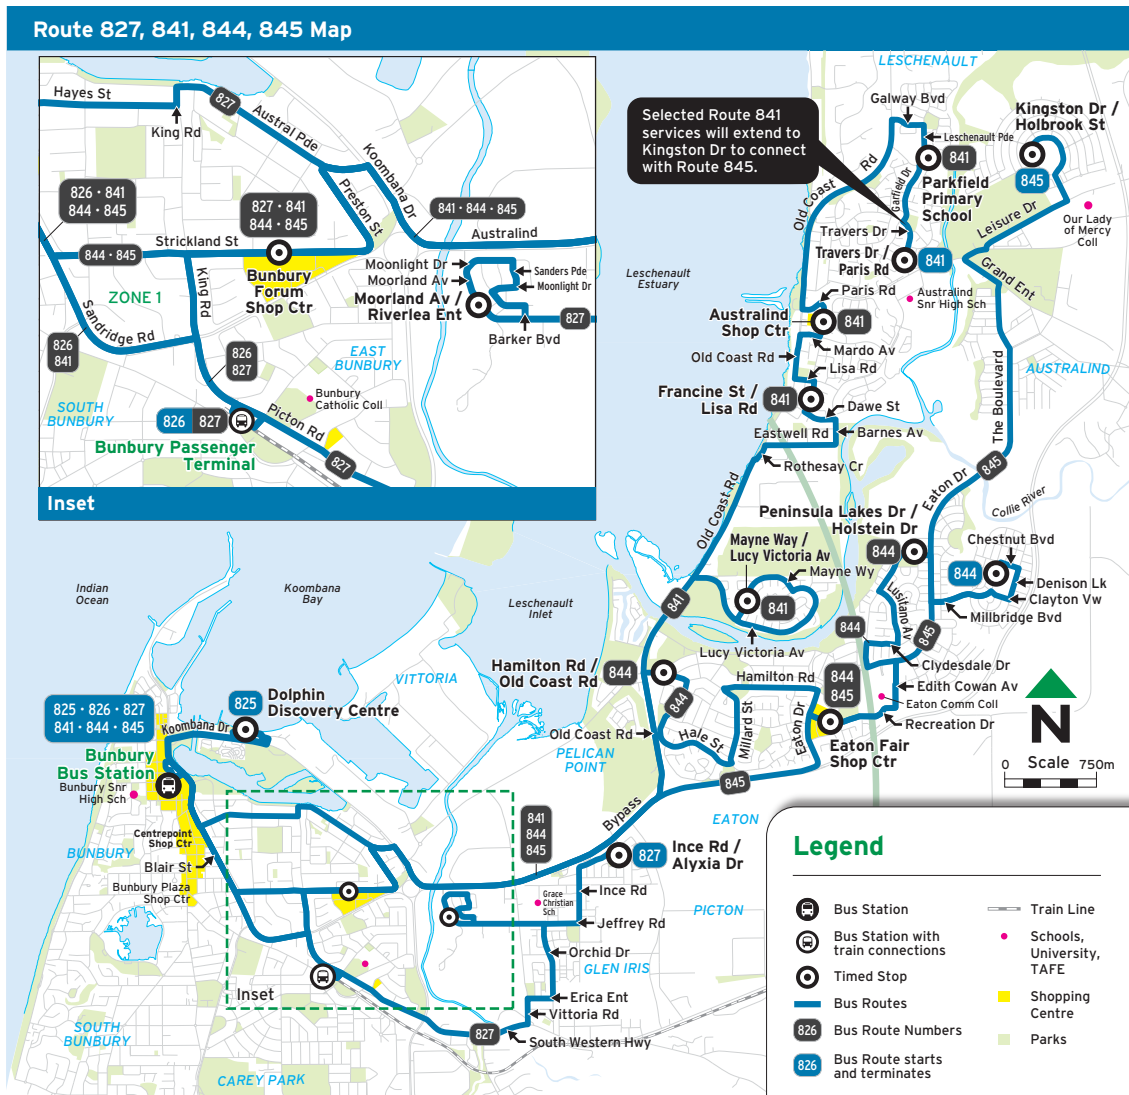 Route 827, 841, 844, 845 Map
Hayes St
827
King Rd
Austral Pde
Koombana Dr
826 • 841
844 • 845
827 • 841
844 • 845
Preston St
841 • 844 • 845
Strickland St
Australind
844 • 845
Bunbury
Forum
Shop Ctr
Moonlight Dr
Moorland Av
Sanders Pde
Moonlight Dr
Moorland Av /
Riverlea Ent
827
Barker Bvd
ZONE 1
King Rd
Sandridge Rd
826
841
826
827
EAST
BUNBURY
Bunbury
Catholic Coll
SOUTH
BUNBURY
826
827
Picton Rd
Bunbury Passenger
Terminal
827
Inset
LESCHENAULT
Selected Route 841
services will extend to
Kingston Dr to connect
with Route 845.
Galway Bvd
Leschenault Pde
Kingston Dr /
Holbrook St
841
845
Old Coast Rd
Garfield Dr
Parkfield
Primary
School
Leisure Dr
Our Lady
of Mercy
Coll
Travers Dr
Travers Dr /
Paris Rd
841
Grand Ent
Leschenault
Estuary
Paris Rd
Australind
Snr High Sch
Australind
Shop Ctr
841
Old Coast Rd
Mardo Av
Lisa Rd
AUSTRALIND
The Boulevard
Francine St /
Lisa Rd
841
Dawe St
Eastwell Rd
Barnes Av
Rothesay Cr
845
Eaton Dr
Collie River
Old Coast Rd
Peninsula Lakes Dr /
Holstein Dr
844
Chestnut Bvd
844
Denison Lk
Clayton Vw
Millbridge Bvd
Mayne Way /
Lucy Victoria Av
Mayne Wy
841
841
Lucy Victoria Av
Lusitano Av
844
845
Clydesdale Dr
Indian
Ocean
Koombana
Bay
Leschenault
Inlet
Hamilton Rd /
Old Coast Rd
844
844
Hamilton Rd
844
845
Edith Cowan Av
Eaton Comm Coll
Recreation Dr
VITTORIA
825 • 826 • 827
841 • 844 • 845
825
Dolphin
Discovery Centre
Koombana Dr
Old Coast Rd
Hale St
Millard St
Eaton Dr
Eaton Fair
Shop Ctr
N
0 Scale 750m
PELICAN
POINT
845
Bunbury
Bus Station
Bunbury Snr
High Sch
Bypass
EATON
841
844
845
Centrepoint
Shop Ctr
BUNBURY
Blair St
Bunbury Plaza
Shop Ctr
827
Ince Rd /
Alyxia Dr
Ince Rd
Grace
Christian
Sch
Jeffrey Rd
PICTON
Orchid Dr
GLEN IRIS
Inset
Erica Ent
Vittoria Rd
827
South Western Hwy
SOUTH
BUNBURY
CAREY PARK
Legend
Bus Station
Bus Station with
train connections
Timed Stop
Bus Routes
826
Bus Route Numbers
826
Bus Route starts
and terminates
Train Line
Schools,
University,
TAFE
Shopping
Centre
Parks